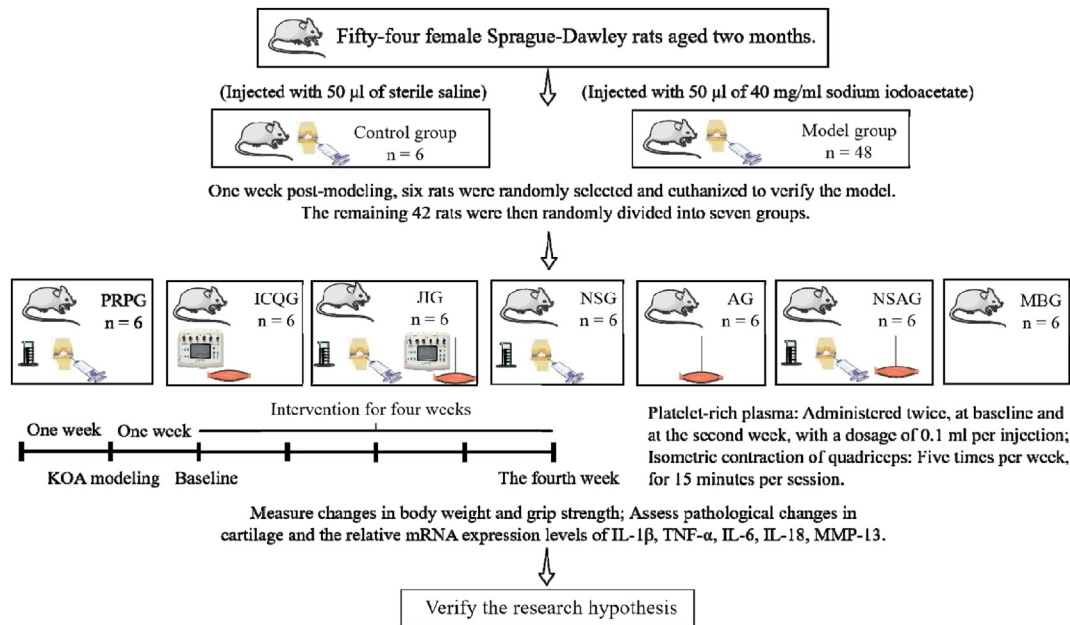 Fifty-four female Sprague-Dawley rats aged two months.
(Injected with 50 μl of sterile saline)
(Injected with 50 μl of 40 mg/ml sodium iodoacetate)
Control group
n = 6
Model group
n = 48
One week post-modeling, six rats were randomly selected and euthanized to verify the model.
The remaining 42 rats were then randomly divided into seven groups.
PRPG
n = 6
ICQG
n = 6
JIG
n = 6
NSG
n = 6
AG
n = 6
NSAG
n = 6
MBG
n = 6
Intervention for four weeks
One week
One week
KOA modeling
Baseline
The fourth week
Platelet-rich plasma: Administered twice, at baseline and
at the second week, with a dosage of 0.1 ml per injection;
Isometric contraction of quadriceps: Five times per week,
for 15 minutes per session.
Measure changes in body weight and grip strength; Assess pathological changes in
cartilage and the relative mRNA expression levels of IL-1β, TNF-α, IL-6, IL-18, MMP-13.
Verify the research hypothesis